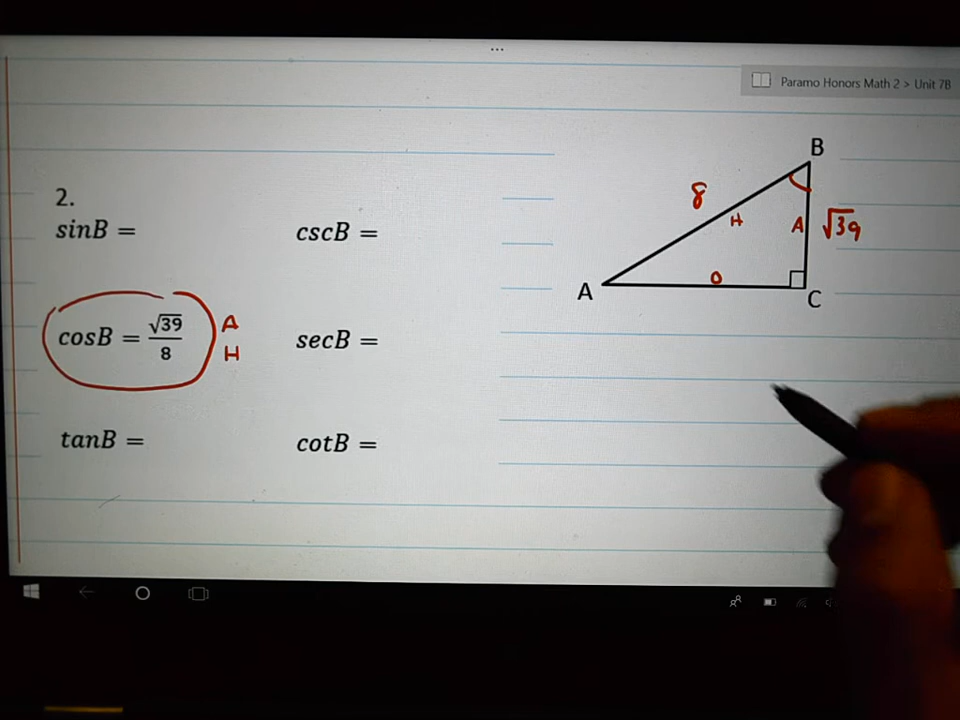 Paramo Honors Math 2 > Unit 7B
2.
sinB =
cscB =
cosB = √39/8
A
H
secB =
tanB =
cotB =
B
8
H
A
√39
A
O
C